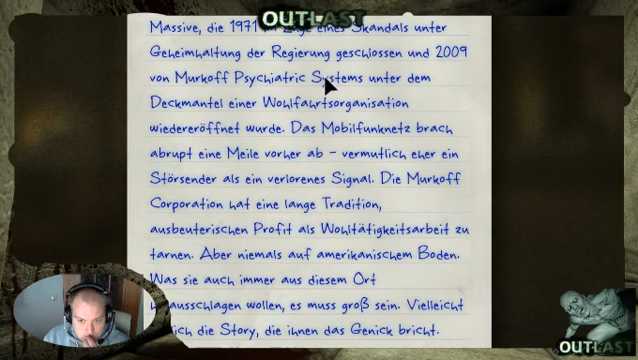 OUTLAST
Massive, die 1971 eines Skandals unter
Geheimhaltung der Regierung geschlossen und 2009
von Murkoff Psychiatric Systems unter dem
Deckmantel einer Wohlfahrtsorganisation
wiedereröffnet wurde. Das Mobilfunknetz brach
abrupt eine Meile vorher ab - vermutlich eher ein
Störsender als ein verlorenes Signal. Die Murkoff
Corporation hat eine lange Tradition,
ausbeuterischen Profit als Wohltätigkeitsarbeit zu
tarnen. Aber niemals auf amerikanischem Boden.
Was sie auch immer aus diesem Ort
ausschlagen wollen, es muss groß sein. Vielleicht
ich die Story, die ihnen das Genick bricht.
OUTLAST